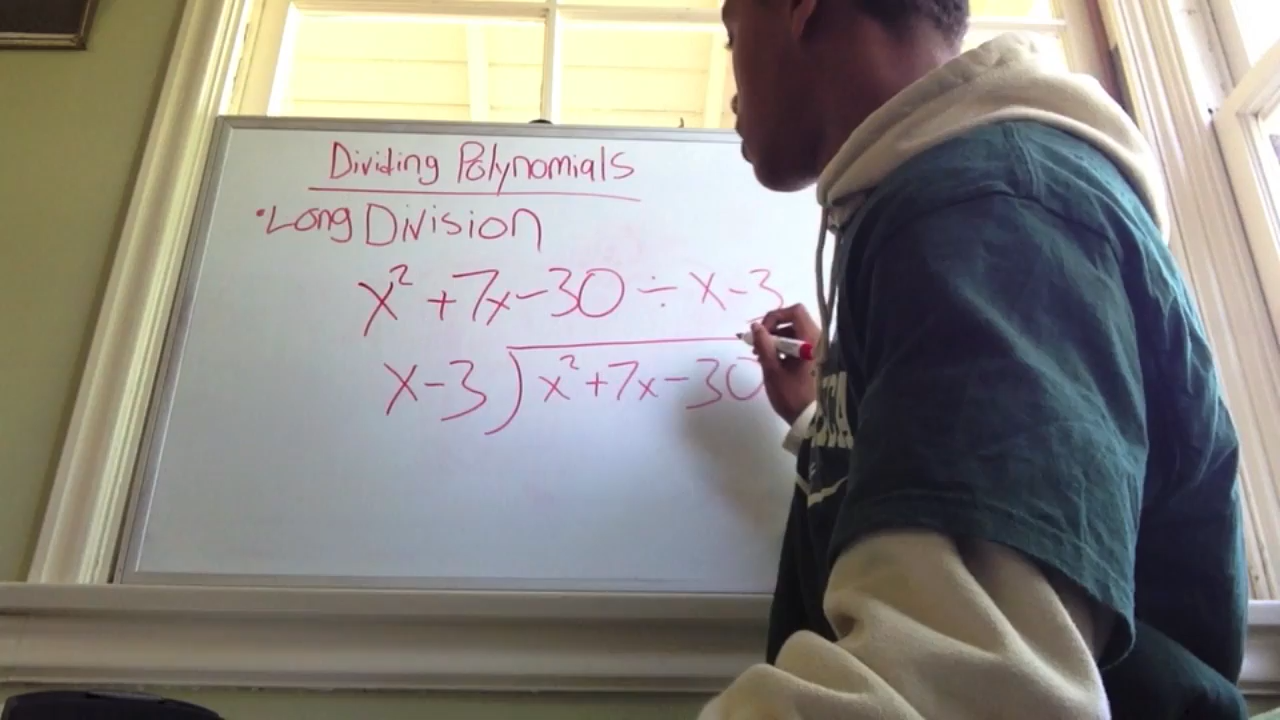 Dividing Polynomials
• Long Division
x² + 7x - 30 ÷ x - 3
x - 3 ) x² + 7x - 30